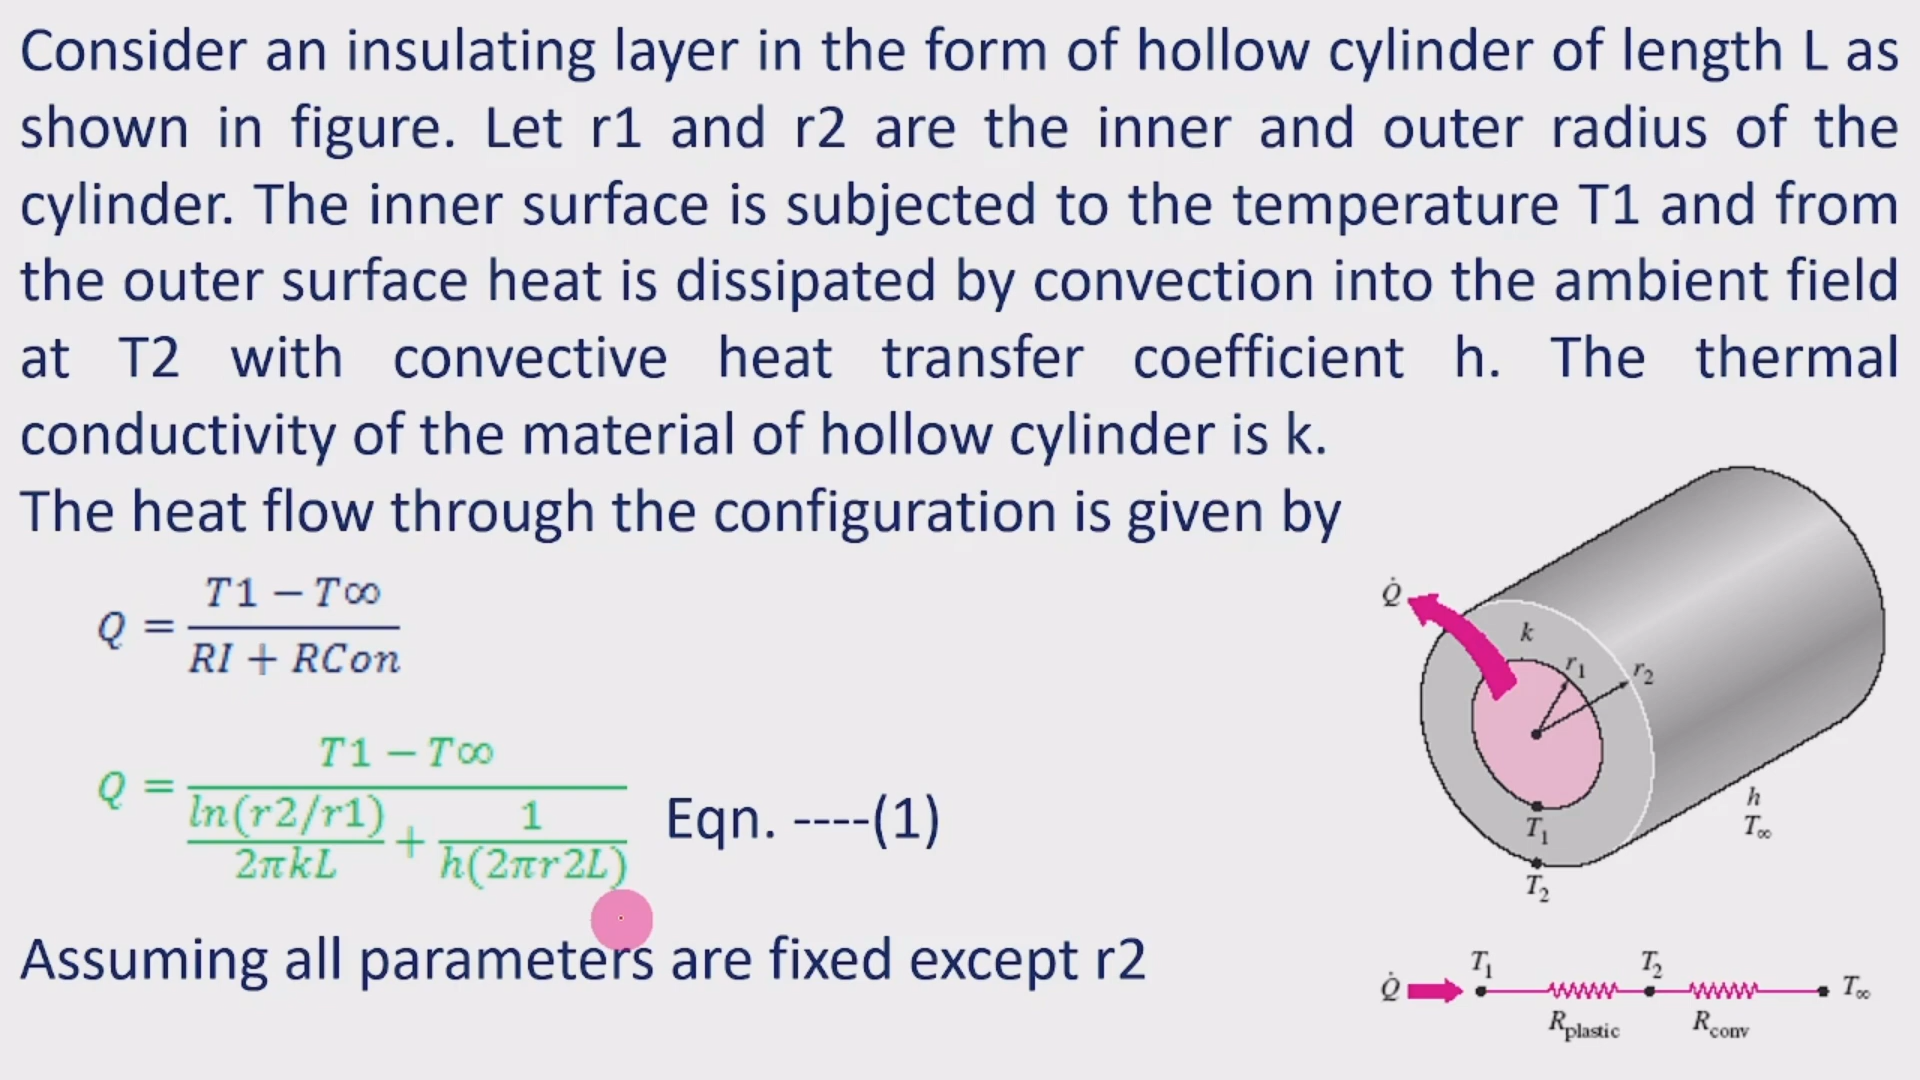 Consider an insulating layer in the form of hollow cylinder of length L as
shown in figure. Let r1 and r2 are the inner and outer radius of the
cylinder. The inner surface is subjected to the temperature T1 and from
the outer surface heat is dissipated by convection into the ambient field
at T2 with convective heat transfer coefficient h. The thermal
conductivity of the material of hollow cylinder is k.
The heat flow through the configuration is given by
Q = (T1 − T∞) / (RI + RCon)
Q = (T1 − T∞) / (ln(r2/r1) / 2πkL + 1 / h(2πr2L)) Eqn. ----(1)
Assuming all parameters are fixed except r2
Q̇
k
r₁
r₂
h
T∞
T₁
T₂
Q̇ T₁ T₂ T∞
Rplastic Rconv